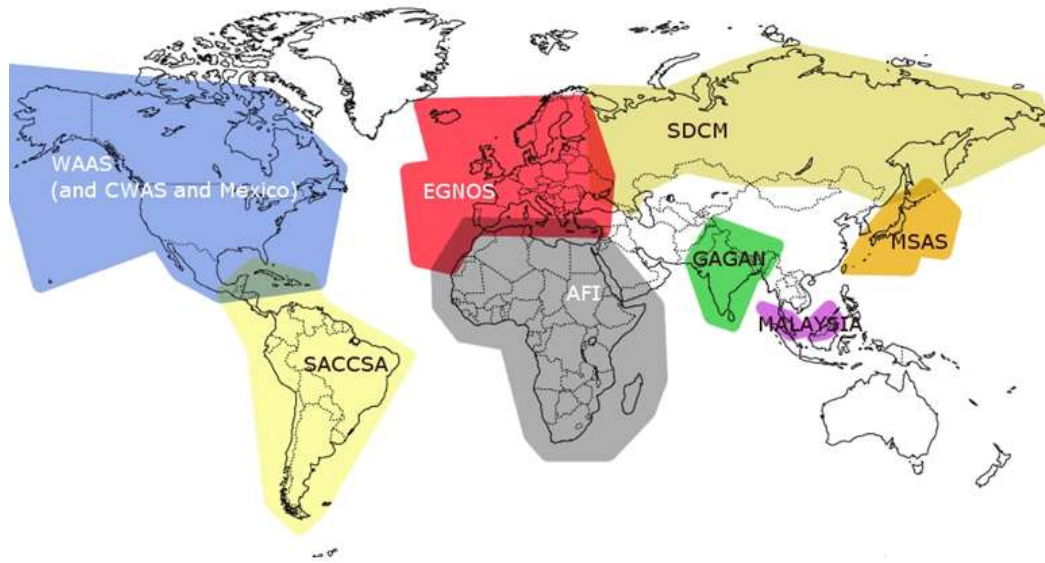 SDCM
WAAS
(and CWAS and Mexico)
EGNOS
MSAS
GAGAN
AFI
MALAYSIA
SACCSA